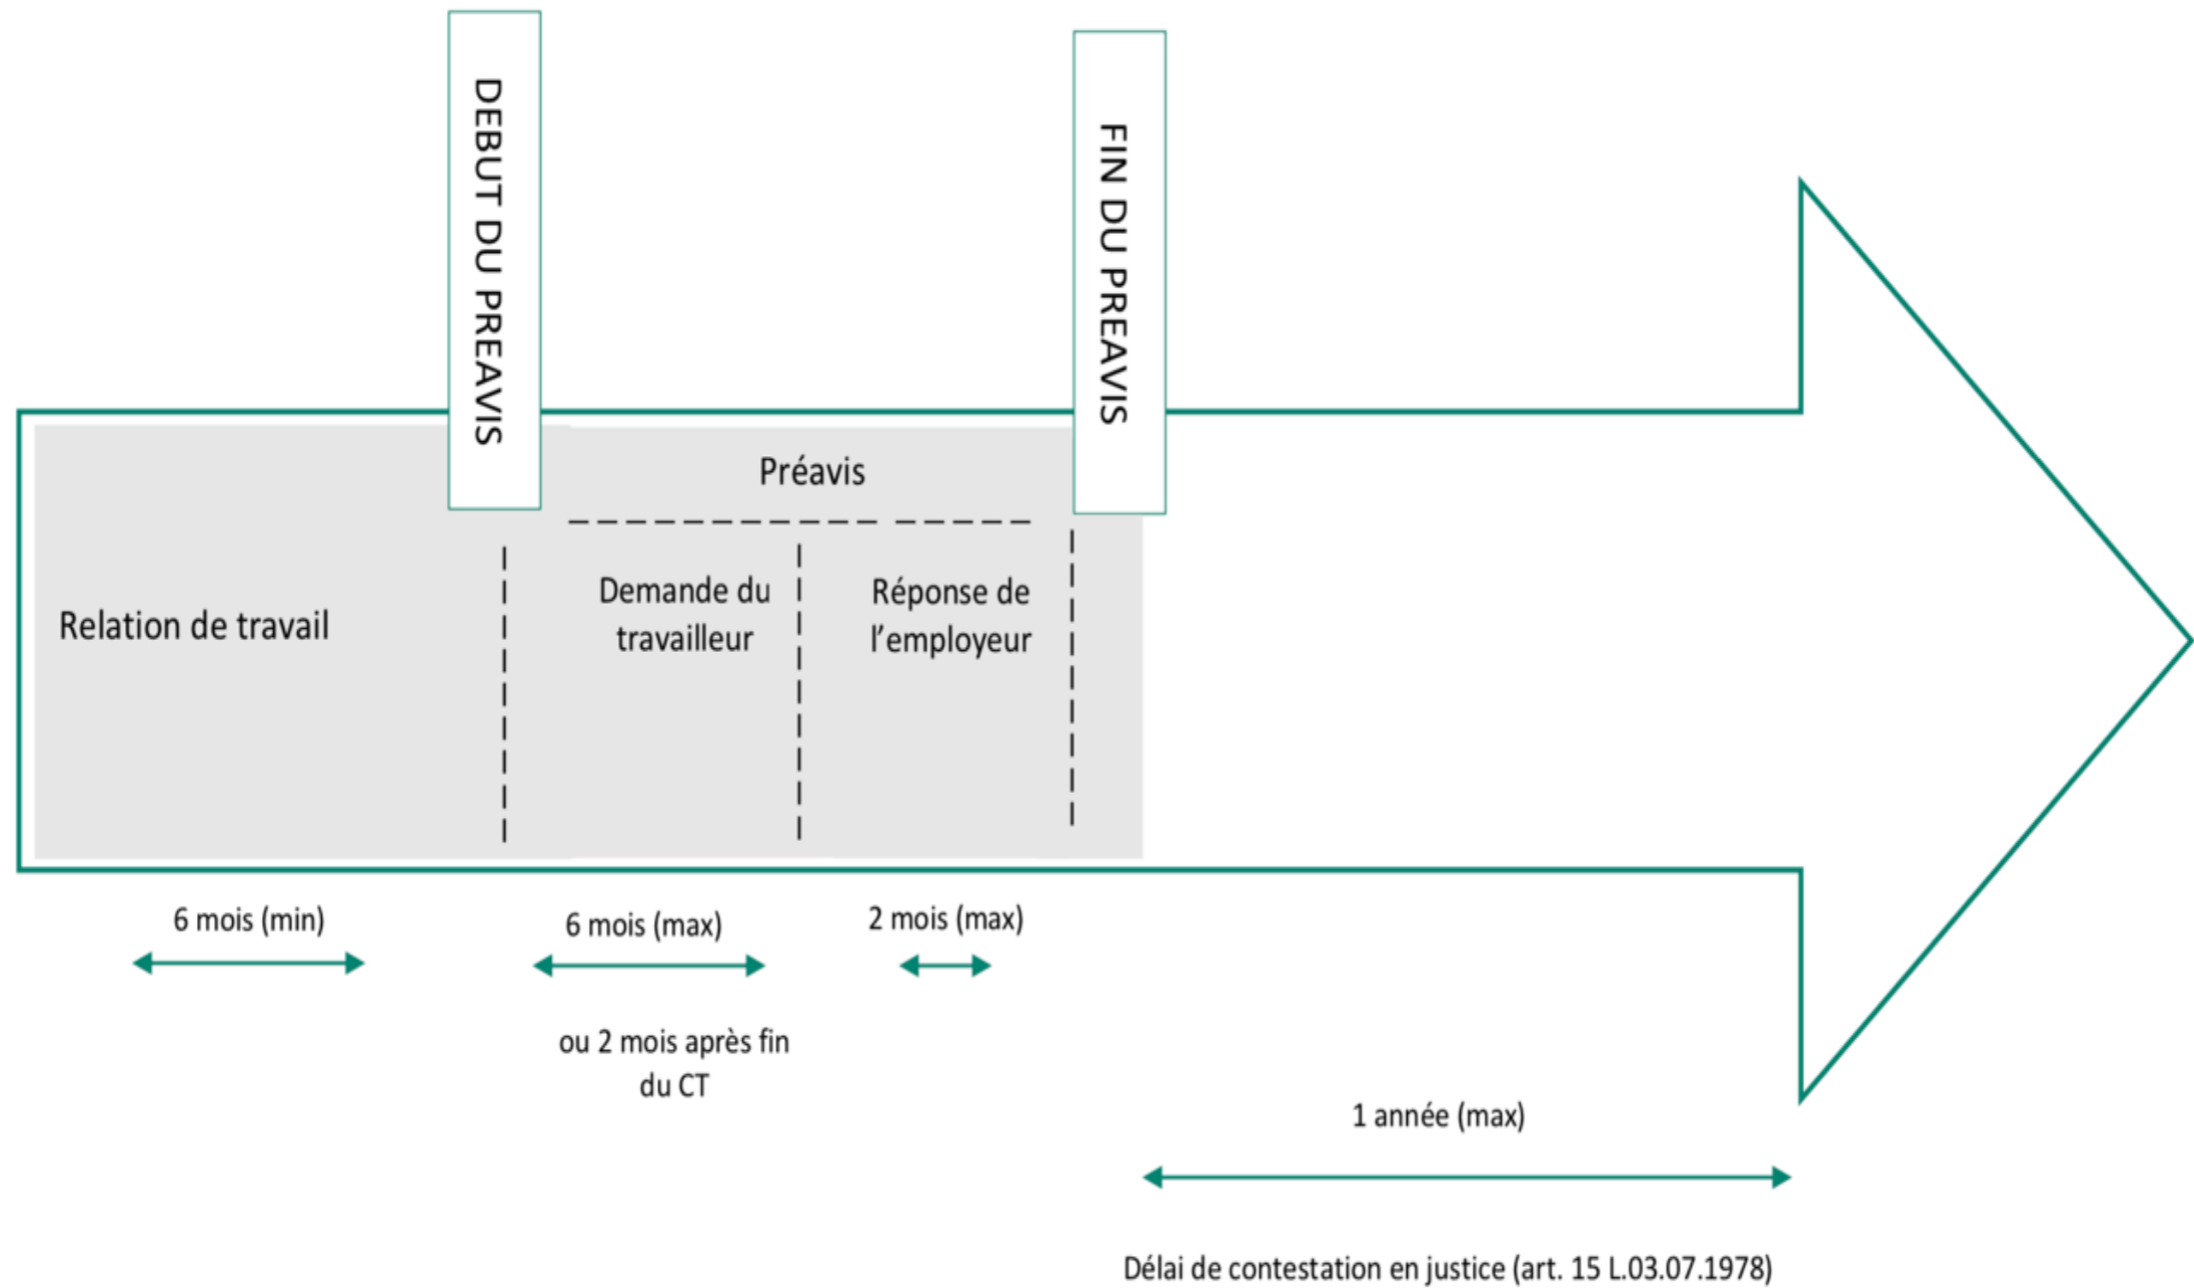 DEBUT DU PREAVIS
FIN DU PREAVIS
Préavis
Relation de travail
Demande du
travailleur
Réponse de
l’employeur
6 mois (min)
6 mois (max)
2 mois (max)
ou 2 mois après fin
du CT
1 année (max)
Délai de contestation en justice (art. 15 L.03.07.1978)